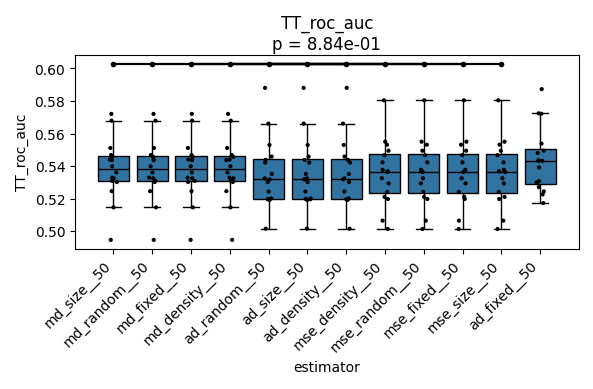 TT_roc_auc
p = 8.84e-01
TT_roc_auc
0.60
0.58
0.56
0.54
0.52
0.50
md_size__50
md_random__50
md_fixed__50
md_density__50
ad_random__50
ad_size__50
ad_density__50
mse_density__50
mse_random__50
mse_fixed__50
mse_size__50
ad_fixed__50
estimator